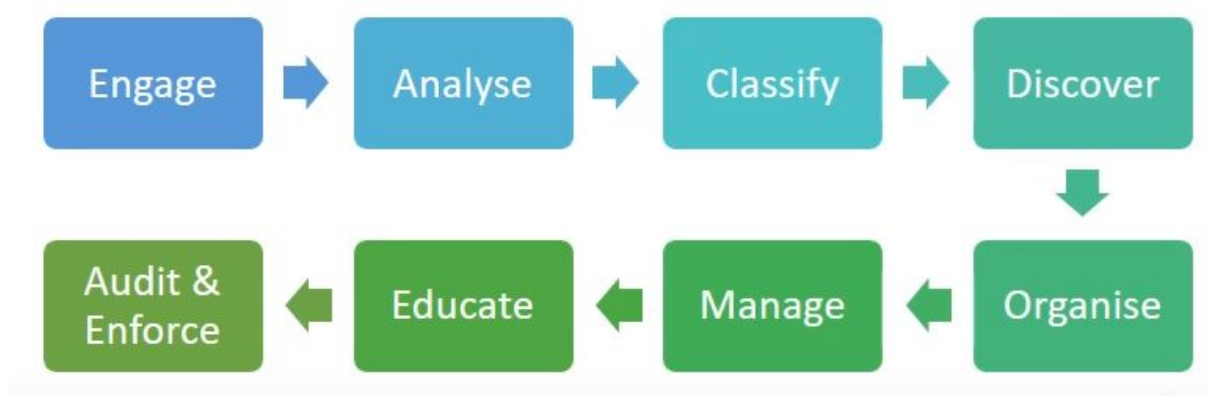 Engage
Analyse
Classify
Discover
Organise
Manage
Educate
Audit &
Enforce